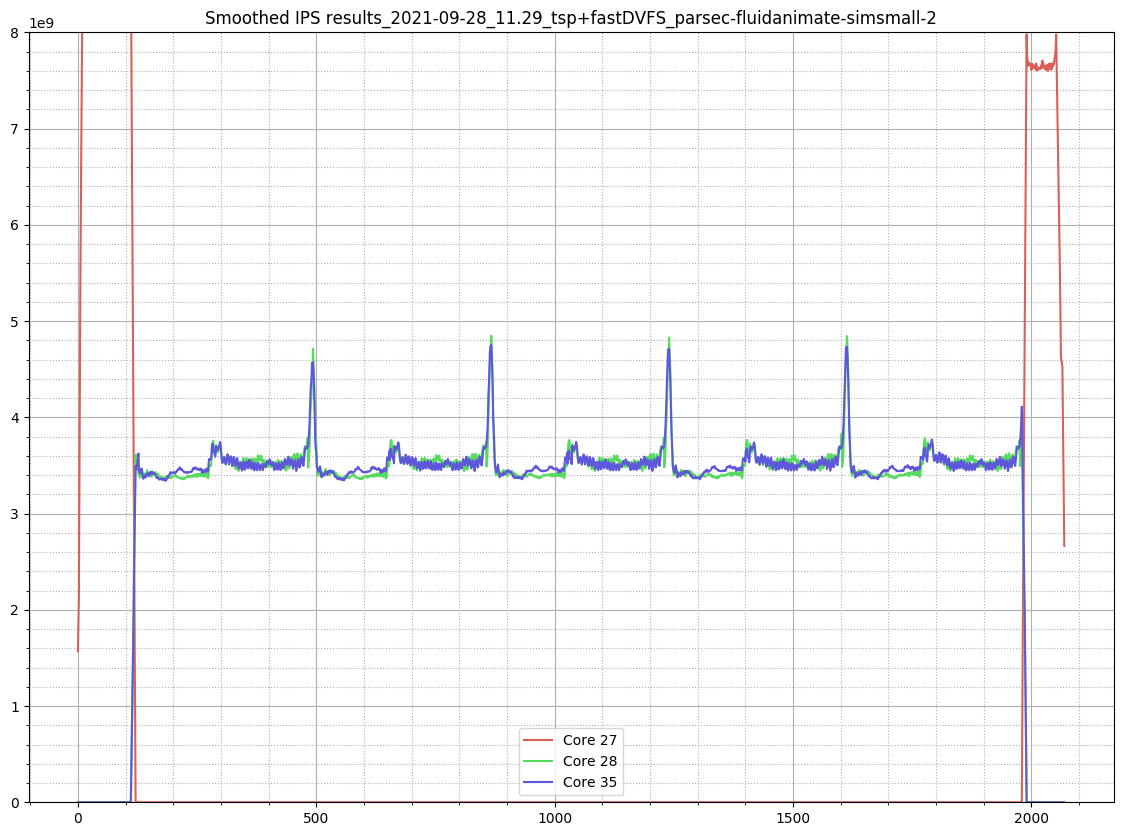 Smoothed IPS results_2021-09-28_11.29_tsp+fastDVFS_parsec-fluidanimate-simsmall-2
1e9
8
7
6
5
4
3
2
1
0
Core 27
Core 28
Core 35
0 500 1000 1500 2000